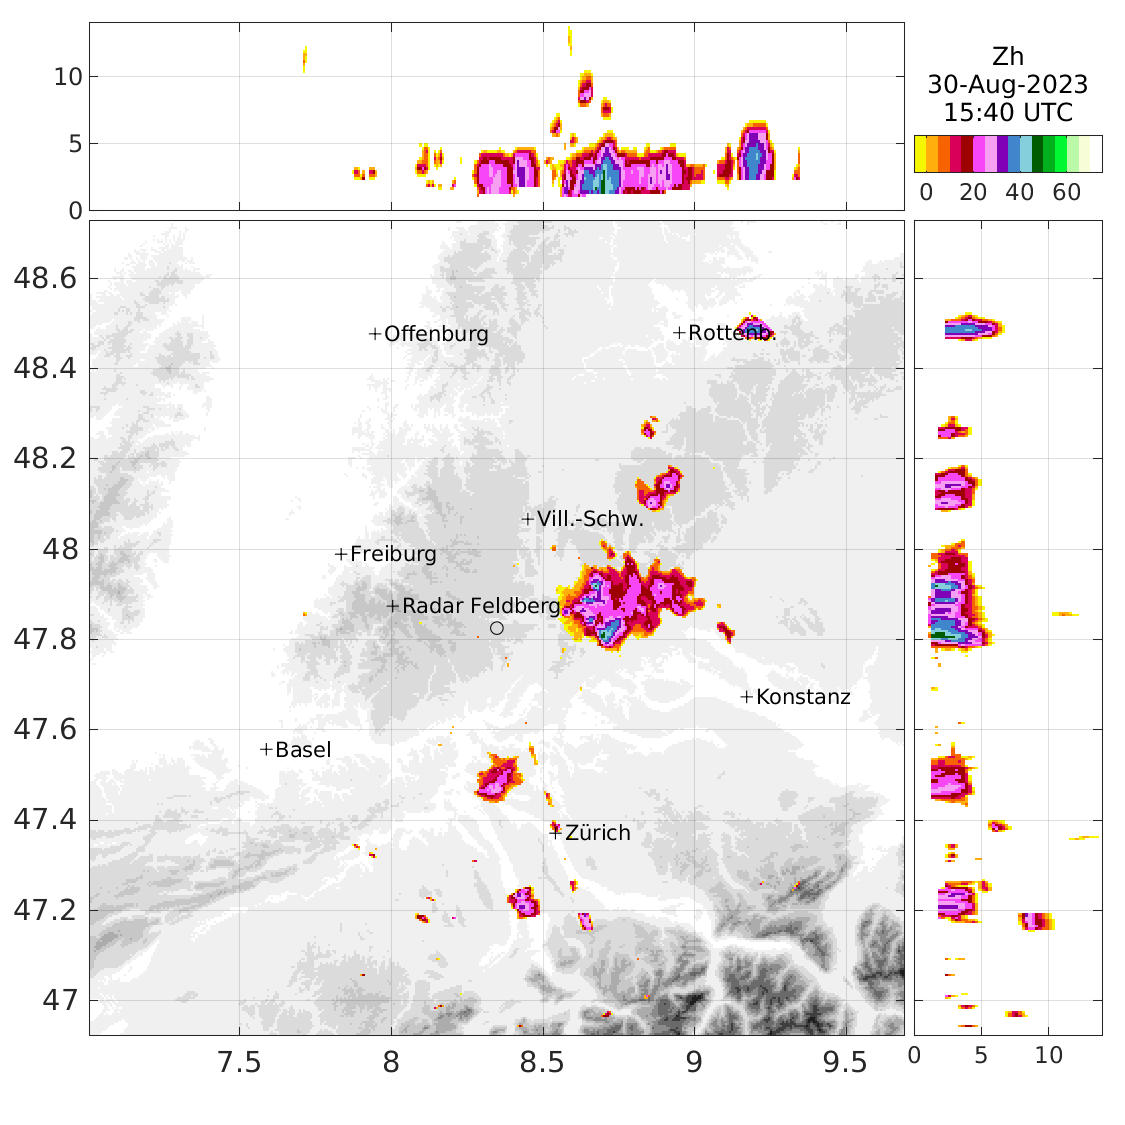 10
5
0
Zh
30-Aug-2023
15:40 UTC
0 20 40 60
48.6
48.4
48.2
48
47.8
47.6
47.4
47.2
47
+Offenburg
+Rottenb.
+Vill.-Schw.
+Freiburg
+Radar Feldberg
+Konstanz
+Basel
+Zürich
7.5 8 8.5 9 9.5
0 5 10